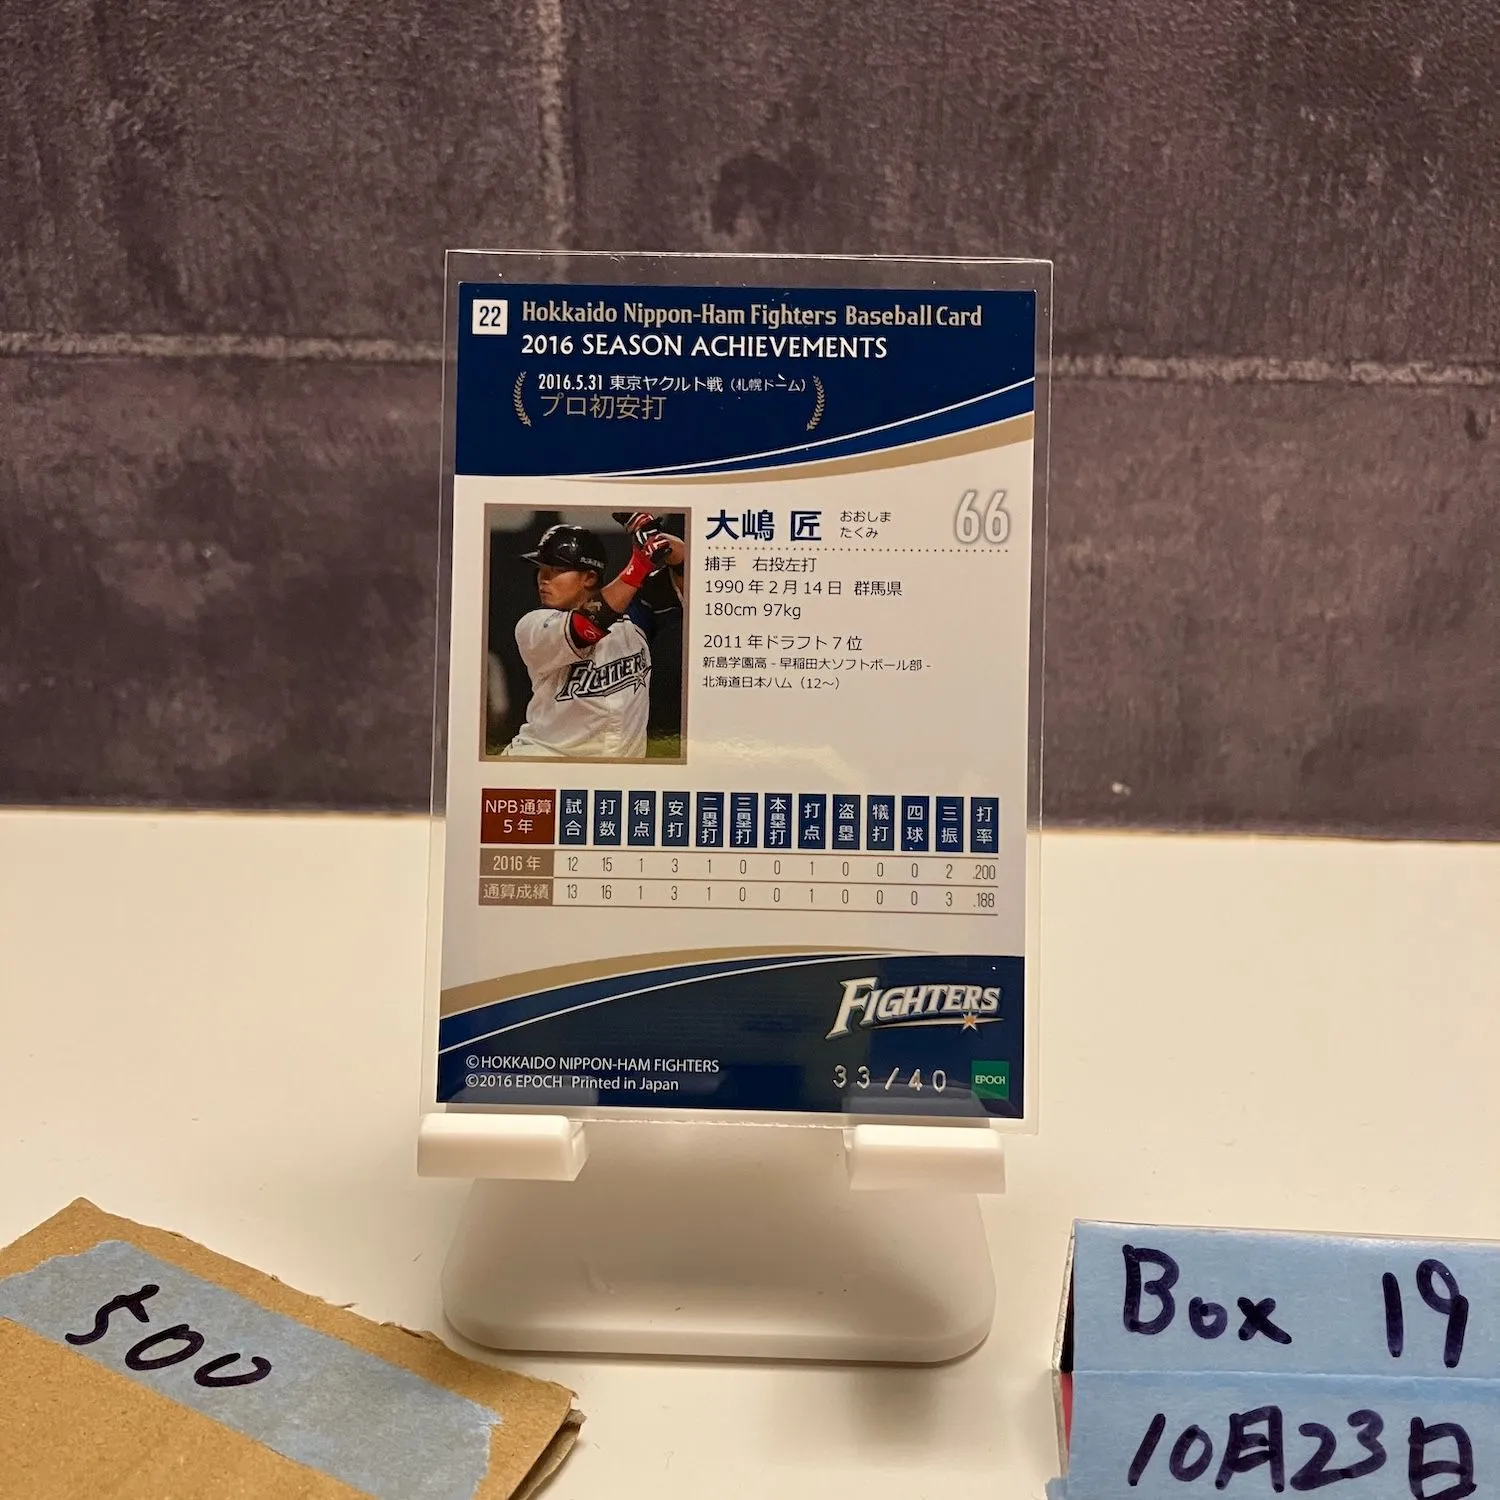 22 Hokkaido Nippon-Ham Fighters Baseball Card
2016 SEASON ACHIEVEMENTS
2016.5.31 東京ヤクルト戦（札幌ドーム）
プロ初安打
大嶋 匠 おおしま たくみ 66
捕手 右投左打
1990年2月14日 群馬県
180cm 97kg
2011年ドラフト7位
新島学園高 - 早稲田大ソフトボール部 -
北海道日本ハム（12～）
FIGHTERS
NPB通算5年 試合 打数 得点 安打 二塁打 三塁打 本塁打 打点 盗塁 犠打 四球 三振 打率
2016年 12 15 1 3 1 0 0 1 0 0 0 2 .200
通算成績 13 16 1 3 1 0 0 1 0 0 0 3 .188
FIGHTERS
©HOKKAIDO NIPPON-HAM FIGHTERS
©2016 EPOCH Printed in Japan
33/40
EPOCH
500
Box 19
10月23日